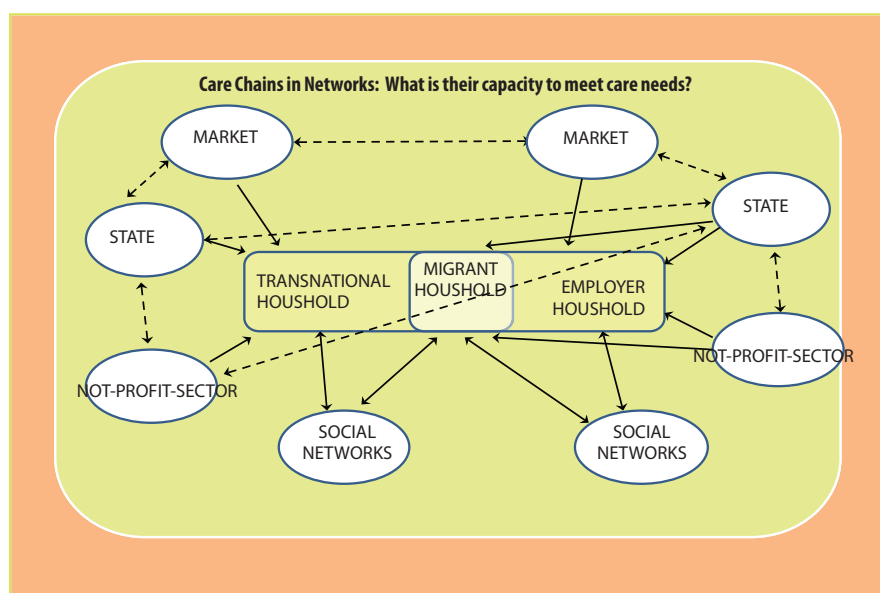 Care Chains in Networks: What is their capacity to meet care needs?
MARKET
MARKET
STATE
STATE
TRANSNATIONAL
HOUSHOLD
MIGRANT
HOUSHOLD
EMPLOYER
HOUSHOLD
NOT-PROFIT-SECTOR
NOT-PROFIT-SECTOR
SOCIAL
NETWORKS
SOCIAL
NETWORKS